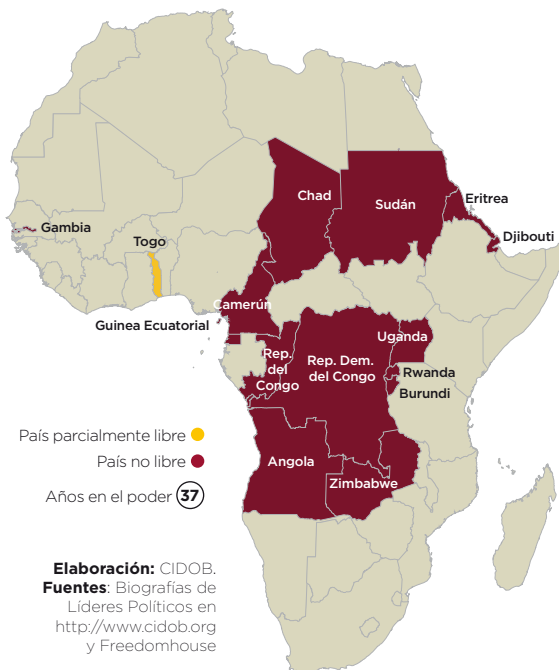 Chad
Sudán
Eritrea
Gambia
Djibouti
Togo
Camerún
Guinea Ecuatorial
Uganda
Rep.
del
Congo
Rep. Dem.
del Congo
Rwanda
Burundi
País parcialmente libre
País no libre
Angola
Zimbabwe
Años en el poder 37
Elaboración: CIDOB.
Fuentes: Biografías de
Líderes Políticos en
http://www.cidob.org
y Freedomhouse